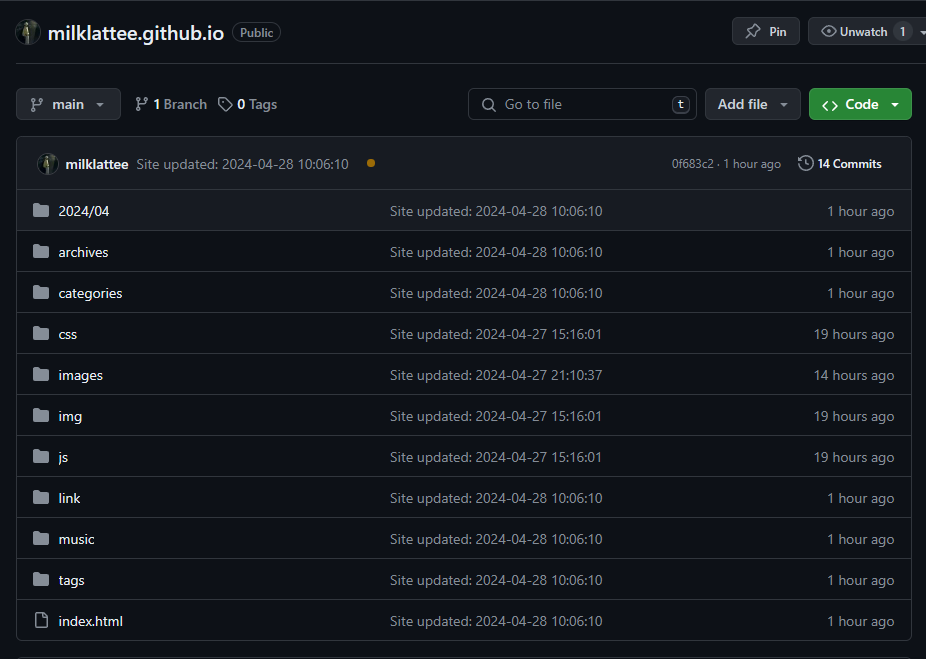 milklattee.github.io Public Pin Unwatch 1
main 1 Branch 0 Tags Go to file t Add file Code
milklattee Site updated: 2024-04-28 10:06:10 0f683c2 · 1 hour ago 14 Commits
2024/04 Site updated: 2024-04-28 10:06:10 1 hour ago
archives Site updated: 2024-04-28 10:06:10 1 hour ago
categories Site updated: 2024-04-28 10:06:10 1 hour ago
css Site updated: 2024-04-27 15:16:01 19 hours ago
images Site updated: 2024-04-27 21:10:37 14 hours ago
img Site updated: 2024-04-27 15:16:01 19 hours ago
js Site updated: 2024-04-27 15:16:01 19 hours ago
link Site updated: 2024-04-28 10:06:10 1 hour ago
music Site updated: 2024-04-28 10:06:10 1 hour ago
tags Site updated: 2024-04-28 10:06:10 1 hour ago
index.html Site updated: 2024-04-28 10:06:10 1 hour ago